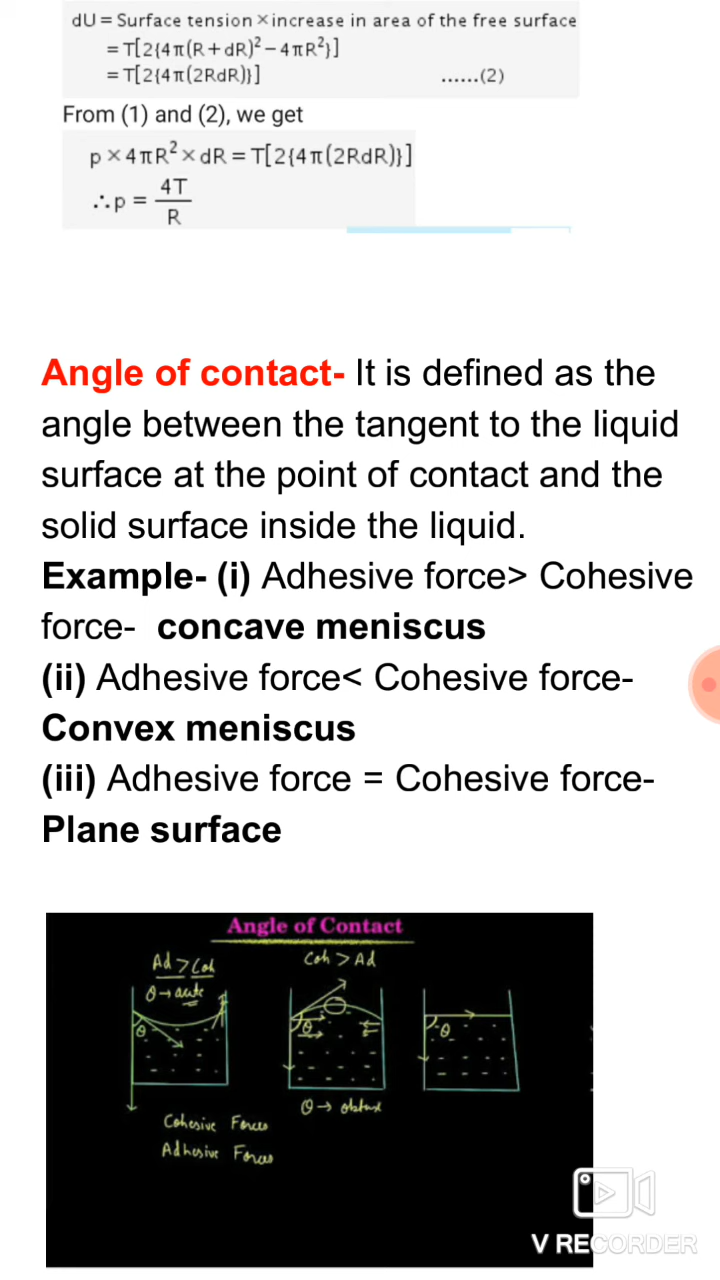 dU = Surface tension × increase in area of the free surface
= T[2{4π(R + dR)² – 4πR²}]
= T[2{4π(2RdR)}] ......(2)
From (1) and (2), we get
p × 4πR² × dR = T[2{4π(2RdR)}]
∴ p = 4T/R
Angle of contact- It is defined as the
angle between the tangent to the liquid
surface at the point of contact and the
solid surface inside the liquid.
Example- (i) Adhesive force> Cohesive
force- concave meniscus
(ii) Adhesive force< Cohesive force-
Convex meniscus
(iii) Adhesive force = Cohesive force-
Plane surface
Angle of Contact
Ad > Coh
Coh > Ad
θ → acute
θ
θ
θ
θ → obtuse
Cohesive Forces
Adhesive Forces
V RECORDER